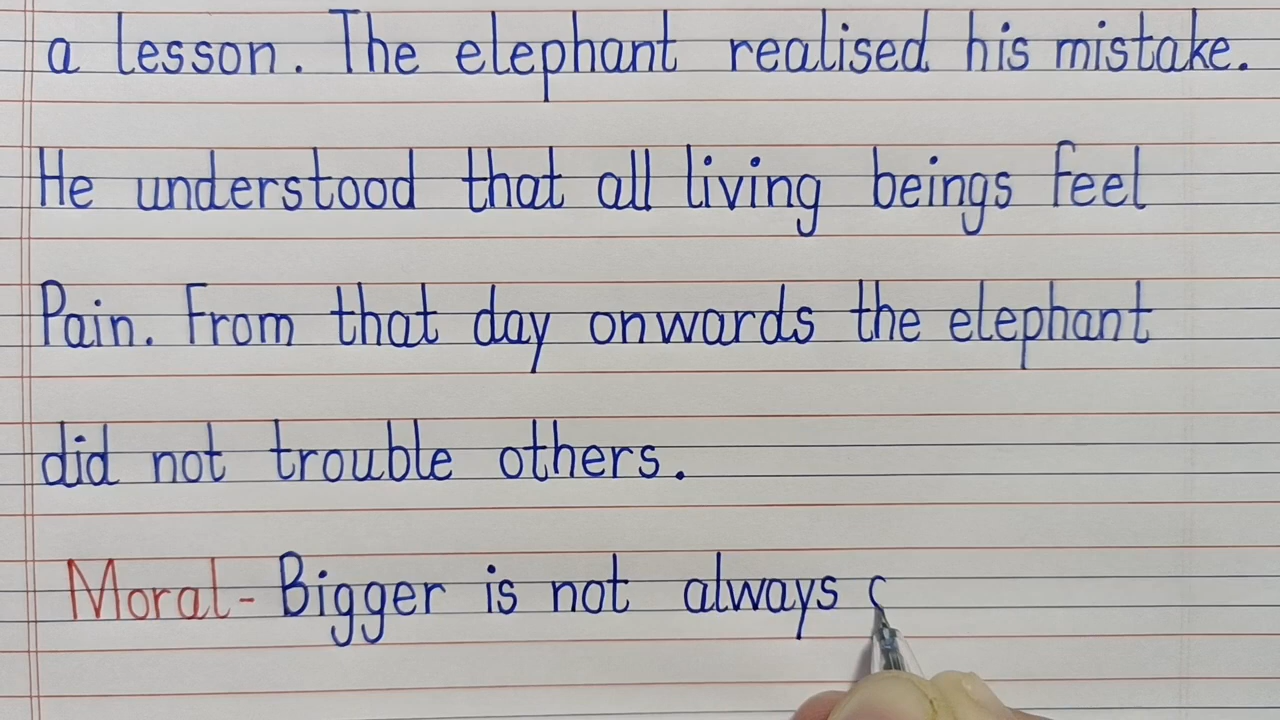 a lesson. The elephant realised his mistake.
He understood that all living beings feel
Pain. From that day onwards the elephant
did not trouble others.
Moral- Bigger is not always